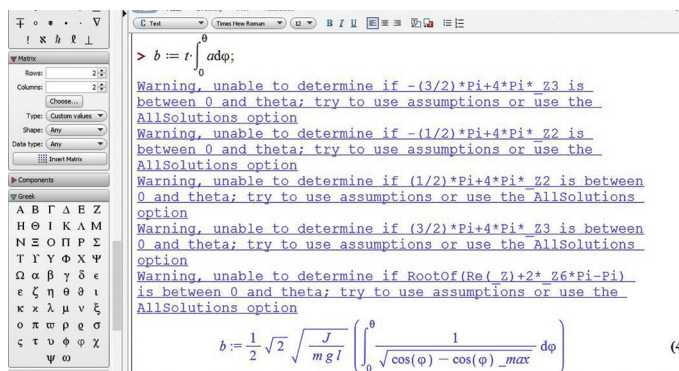 ∓ ∘ * · · ∇
! ℵ ħ ℓ ⊥
Matrix
Rows: 2
Columns: 2
Choose...
Type: Custom values
Shape: Any
Data type: Any
Insert Matrix
Components
Greek
Α Β Γ Δ Ε Ζ
Η Θ Ι Κ Λ Μ
Ν Ξ Ο Π Ρ Σ
Τ Υ ϒ Φ Χ Ψ
Ω α β γ δ ϵ
ε ζ η θ ϑ ι
κ ϰ λ μ ν ξ
ο π ϖ ρ ϱ σ
ς τ υ ϕ φ χ
ψ ω
C Text Times New Roman 12 B I U
> b := t·∫₀^θ a dφ;
Warning, unable to determine if -(3/2)*Pi+4*Pi*_Z3 is
between 0 and theta; try to use assumptions or use the
AllSolutions option
Warning, unable to determine if -(1/2)*Pi+4*Pi*_Z2 is
between 0 and theta; try to use assumptions or use the
AllSolutions option
Warning, unable to determine if (1/2)*Pi+4*Pi*_Z2 is between
0 and theta; try to use assumptions or use the AllSolutions
option
Warning, unable to determine if (3/2)*Pi+4*Pi*_Z3 is between
0 and theta; try to use assumptions or use the AllSolutions
option
Warning, unable to determine if RootOf(Re(_Z)+2*_Z6*Pi-Pi)
is between 0 and theta; try to use assumptions or use the
AllSolutions option
b := 1/2 √2 √(J/(m g l)) (∫₀^θ 1/√(cos(φ) − cos(φ) _max) dφ) (4